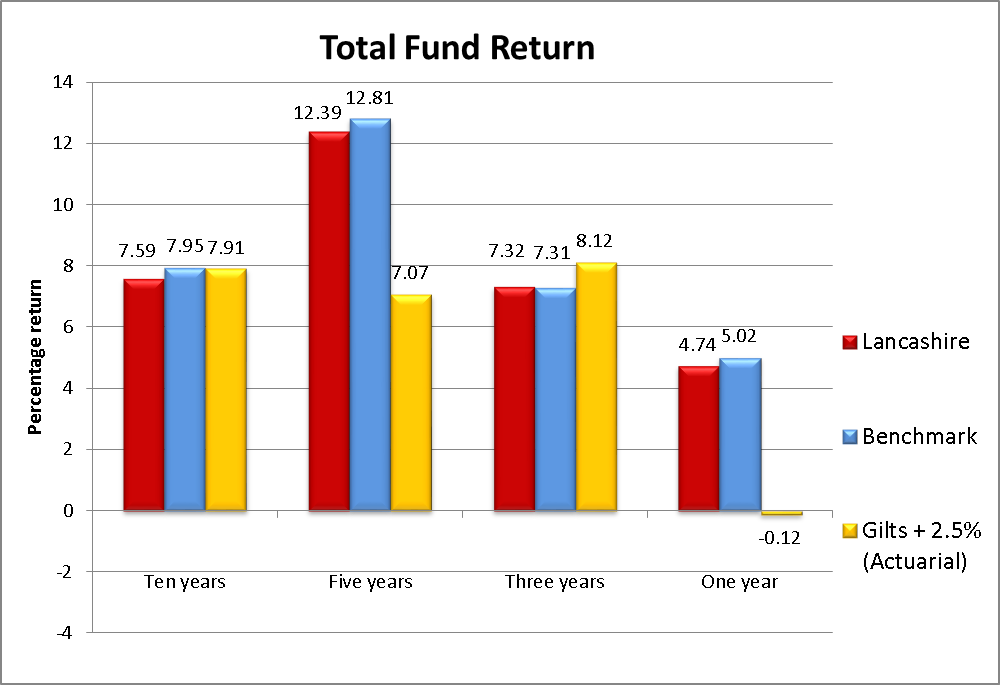 Total Fund Return
Percentage return
14
12
10
8
6
4
2
0
-2
-4
7.59 7.95 7.91
12.39 12.81 7.07
7.32 7.31 8.12
4.74 5.02 -0.12
Ten years Five years Three years One year
Lancashire
Benchmark
Gilts + 2.5%
(Actuarial)